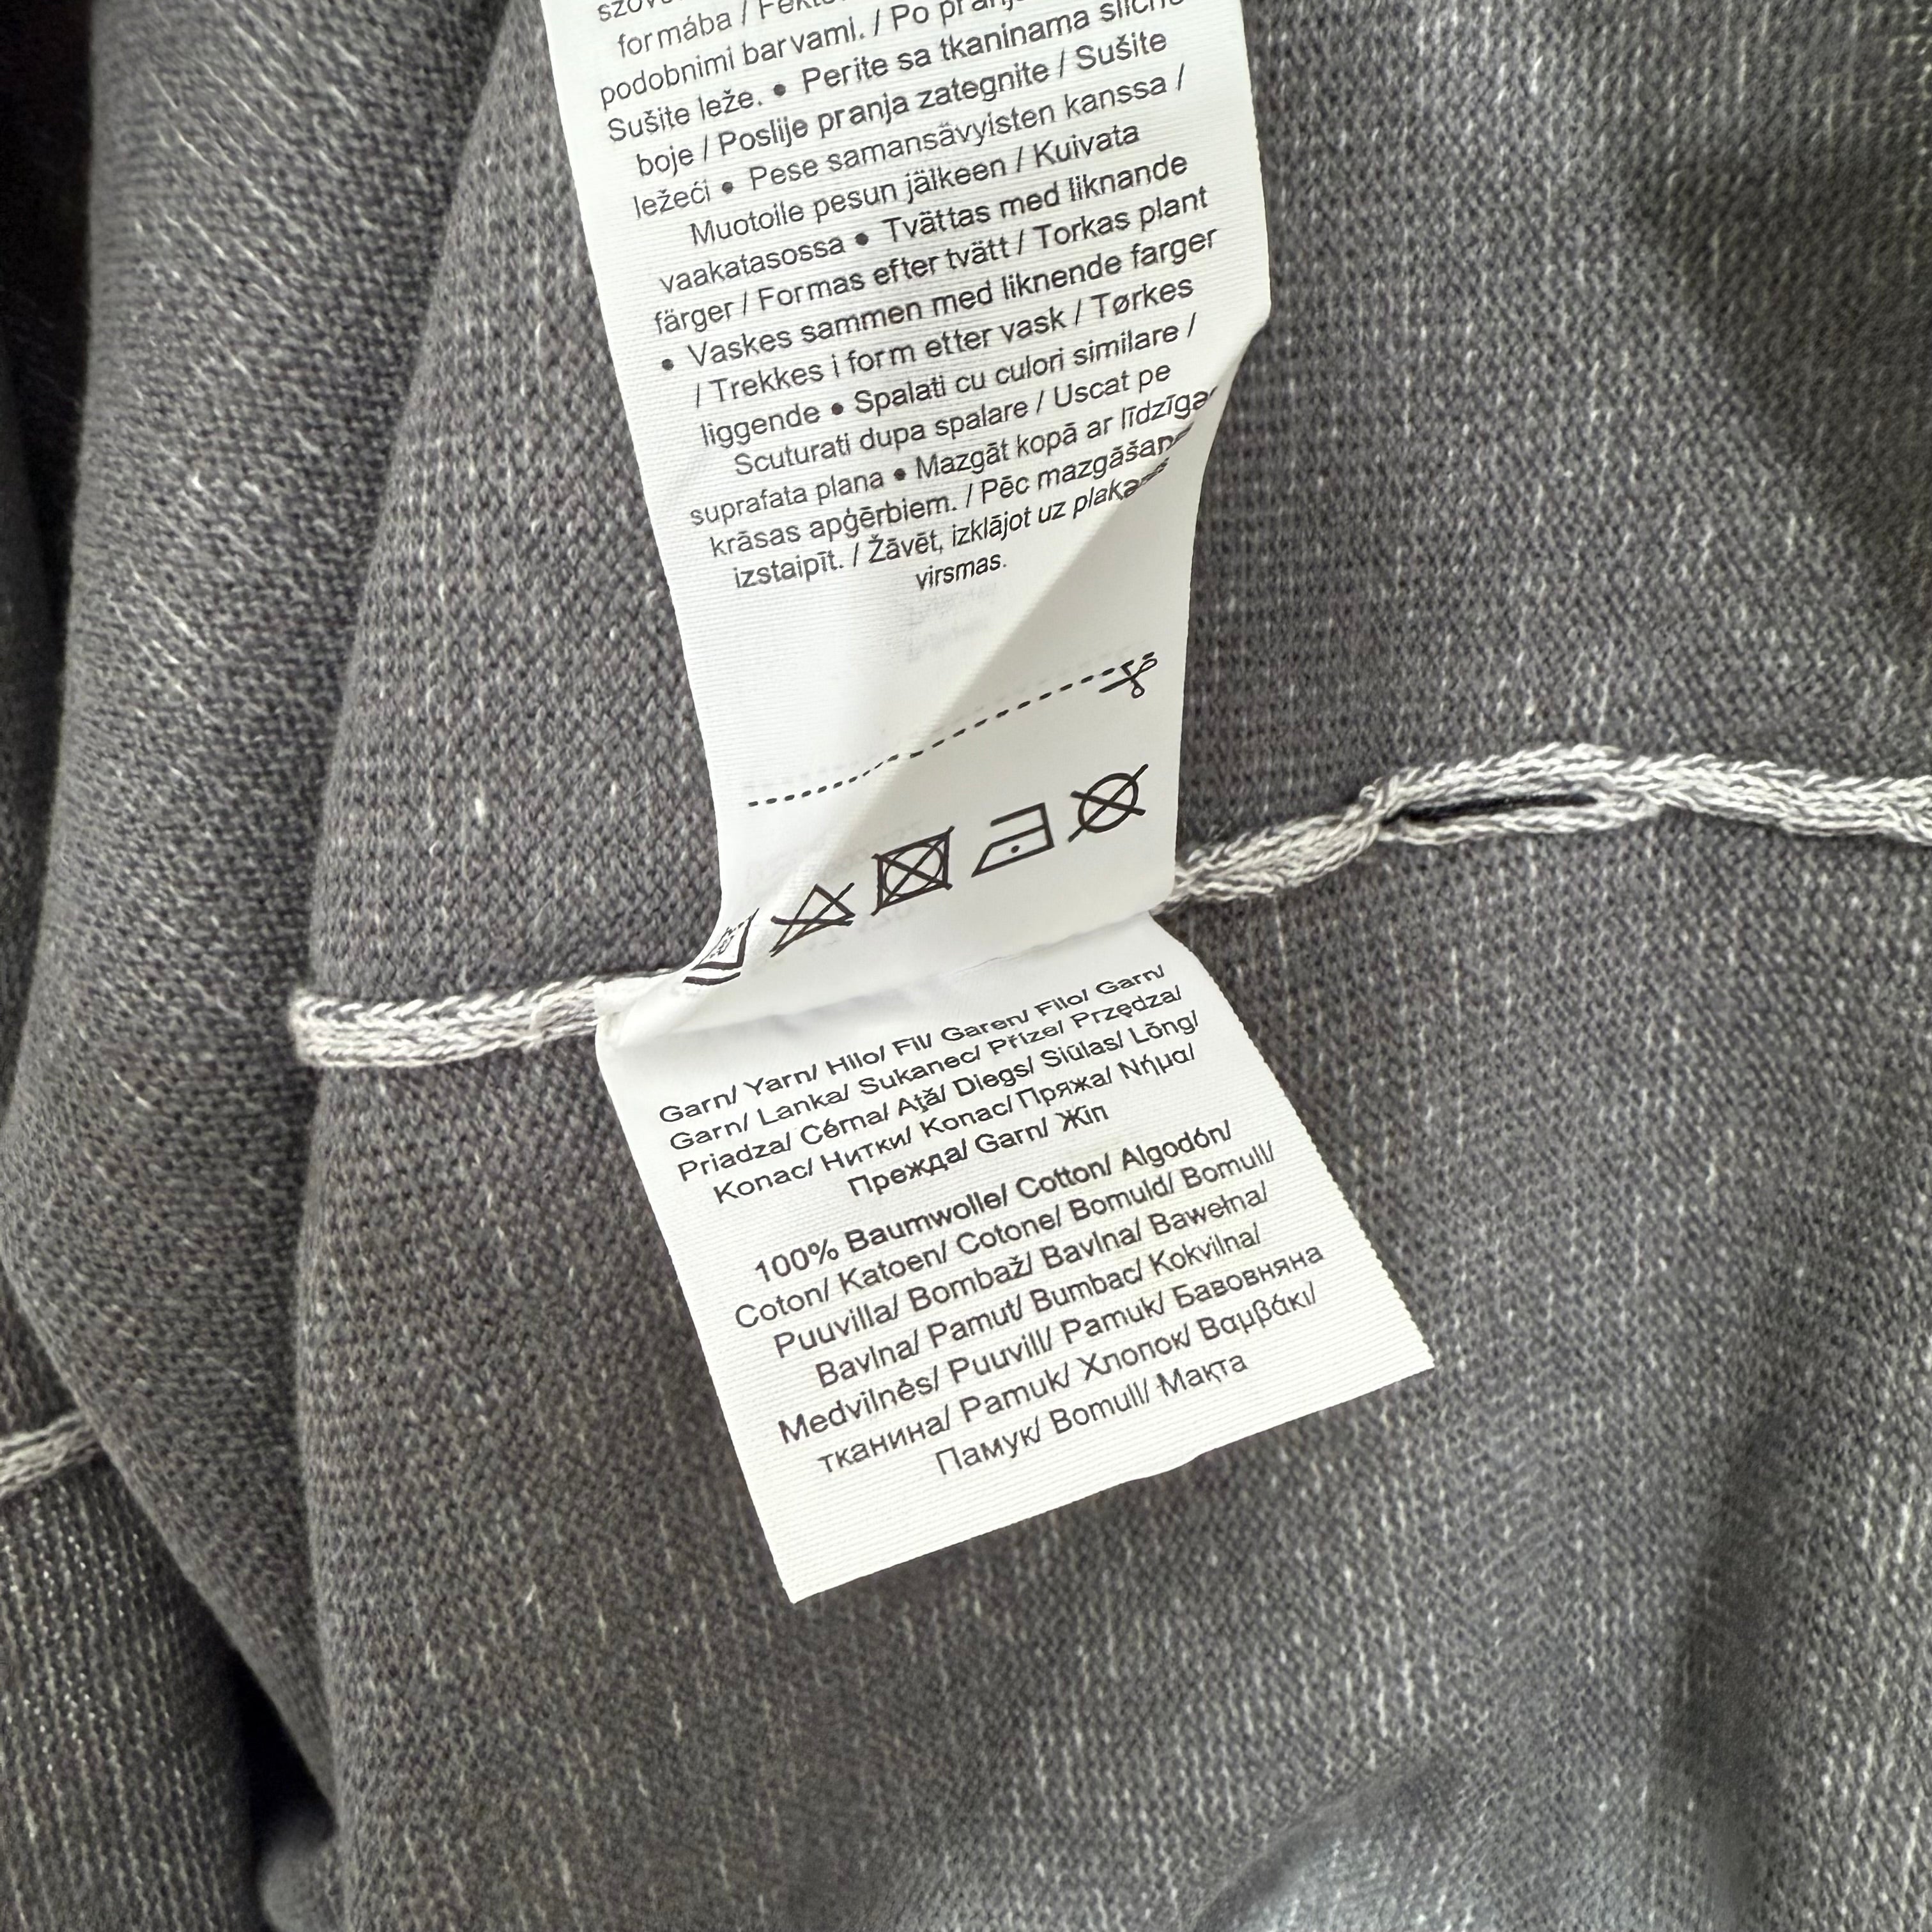 formába /
podobnimi barvami. / Po
Sušite leže. • Perite sa tkaninama
boje / Poslije pranja zategnite / Sušite
ležeći • Pese samansävyisten kanssa /
Muotoile pesun jälkeen / Kuivata
vaakatasossa • Tvättas med liknande
färger / Formas efter tvätt / Torkas plant
• Vaskes sammen med liknende farger
/ Trekkes i form etter vask / Tørkes
liggende • Spalati cu culori similare /
Scuturati dupa spalare / Uscat pe
suprafata plana • Mazgāt kopā ar
krāsas apģērbiem. / Pēc
izstaipīt. / Žāvēt, izklājot uz
virsmas.
Garn/ Yarn/ Hilo/ Fil/ Garen/ Filo/ Garn/
Garn/ Lanka/ Sukanec/ Příze/ Przędza/
Priadza/ Cérna/ Aţă/ Diegs/ Siūlas/ Lõng/
Konac/ Нитки/ Konac/ Пряжа/ Νήμα/
Прежда/ Garn/ Жіп
100% Baumwolle/ Cotton/ Algodón/
Coton/ Katoen/ Cotone/ Bomuld/ Bomull/
Puuvilla/ Bombaž/ Bavlna/ Bawełna/
Bavlna/ Pamut/ Bumbac/ Kokvilna/
Medvilnės/ Puuvill/ Pamuk/ Бавовняна
тканина/ Pamuk/ Хлопок/ Βαμβάκι/
Памук/ Bomull/ Мақта